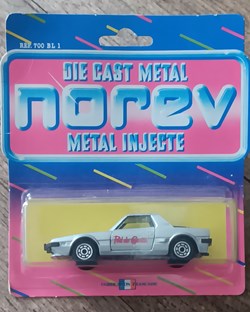 REF. 700 BL 1
DIE CAST METAL
norev
METAL INJECTE